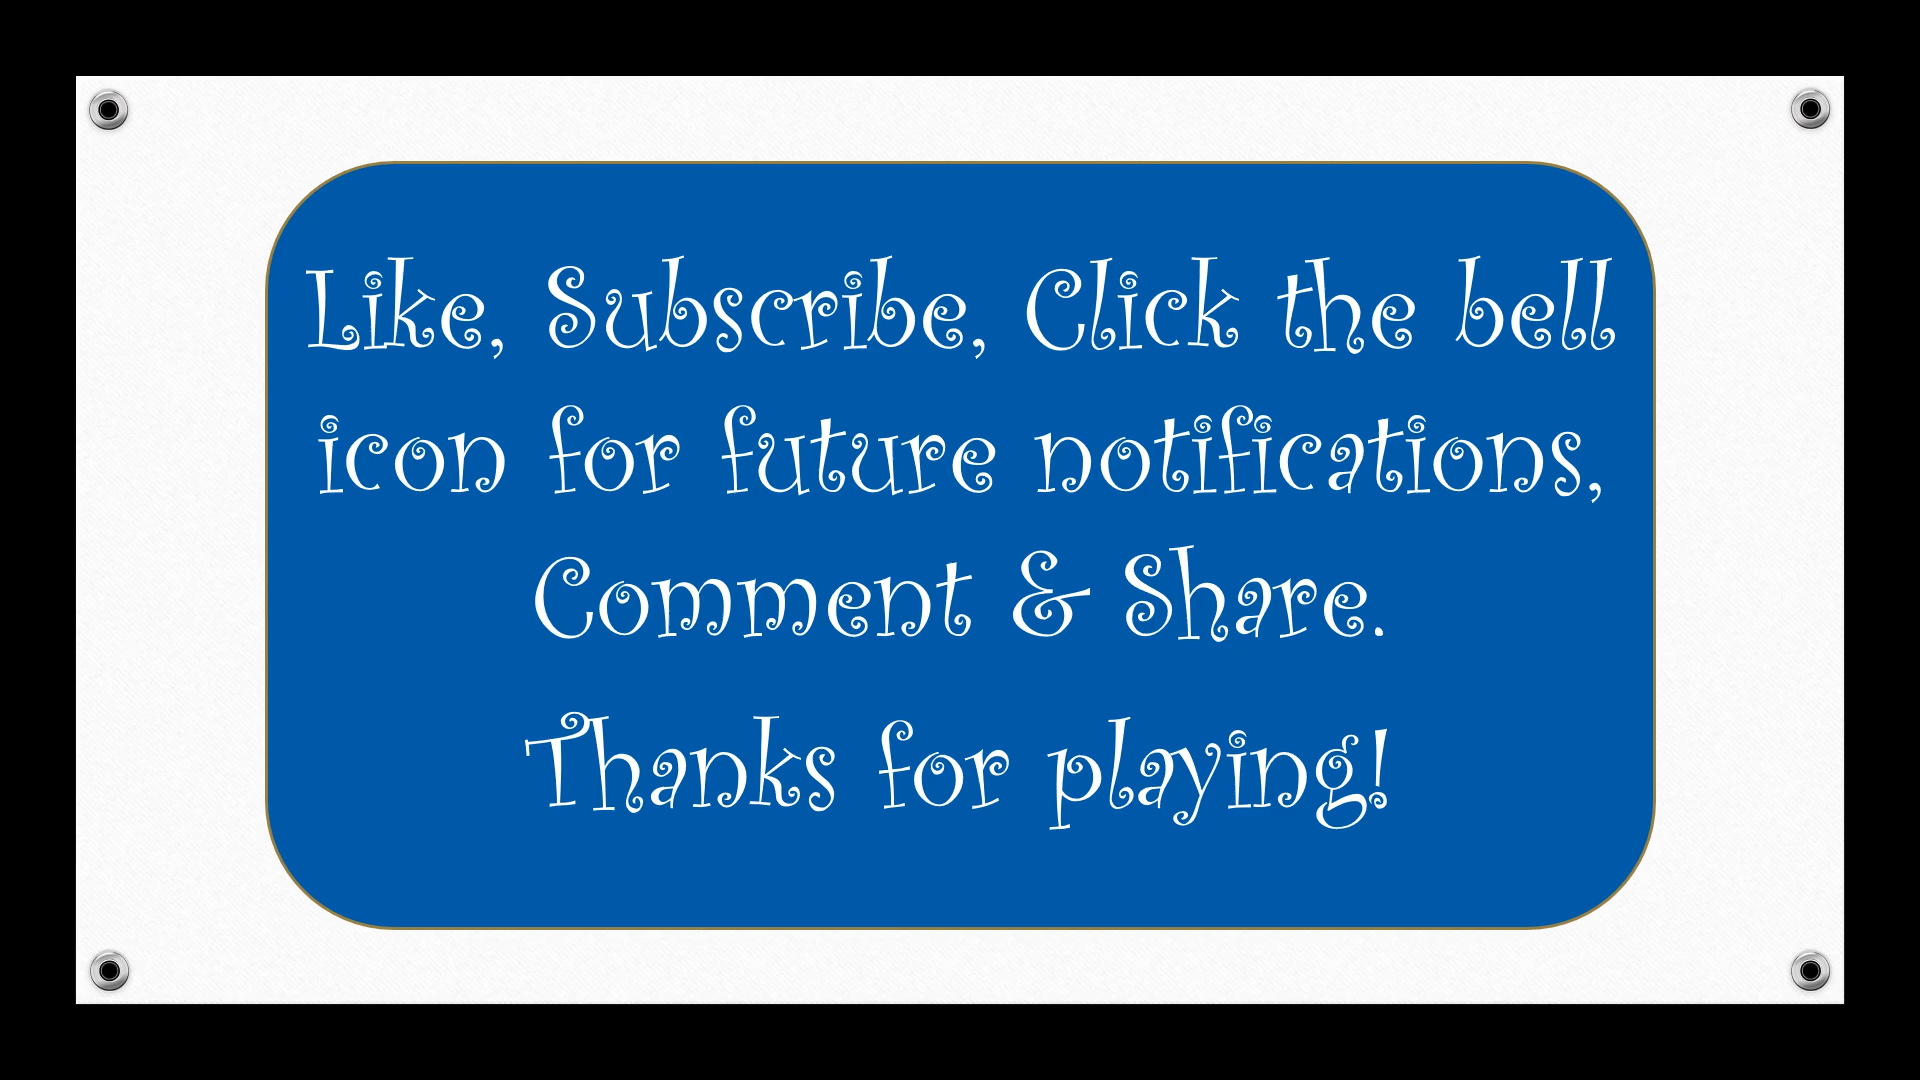 Like, Subscribe, Click the bell
icon for future notifications,
Comment & Share.
Thanks for playing!